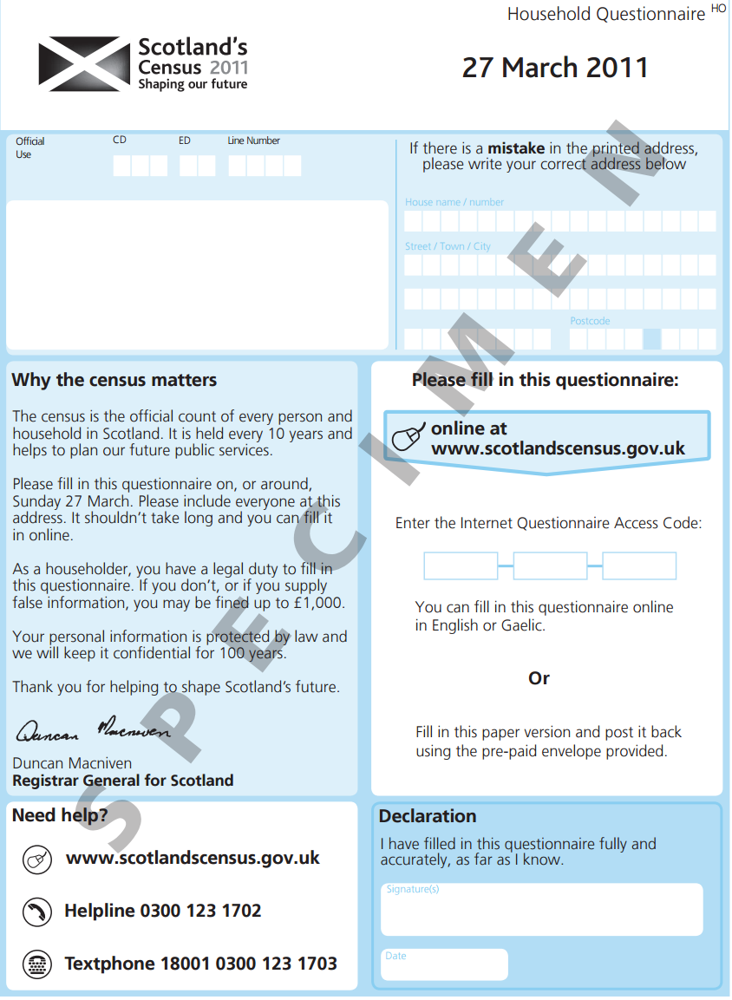 Household Questionnaire HO
Scotland's
Census 2011
Shaping our future
27 March 2011
Official
Use
CD
ED
Line Number
If there is a mistake in the printed address,
please write your correct address below
House name / number
Street / Town / City
Postcode
Why the census matters
The census is the official count of every person and
household in Scotland. It is held every 10 years and
helps to plan our future public services.
Please fill in this questionnaire on, or around,
Sunday 27 March. Please include everyone at this
address. It shouldn't take long and you can fill it
in online.
As a householder, you have a legal duty to fill in
this questionnaire. If you don't, or if you supply
false information, you may be fined up to £1,000.
Your personal information is protected by law and
we will keep it confidential for 100 years.
Thank you for helping to shape Scotland's future.
Duncan Macniven
Duncan Macniven
Registrar General for Scotland
Please fill in this questionnaire:
online at
www.scotlandscensus.gov.uk
Enter the Internet Questionnaire Access Code:
You can fill in this questionnaire online
in English or Gaelic.
Or
Fill in this paper version and post it back
using the pre-paid envelope provided.
Need help?
www.scotlandscensus.gov.uk
Helpline 0300 123 1702
Textphone 18001 0300 123 1703
Declaration
I have filled in this questionnaire fully and
accurately, as far as I know.
Signature(s)
Date
SPECIMEN